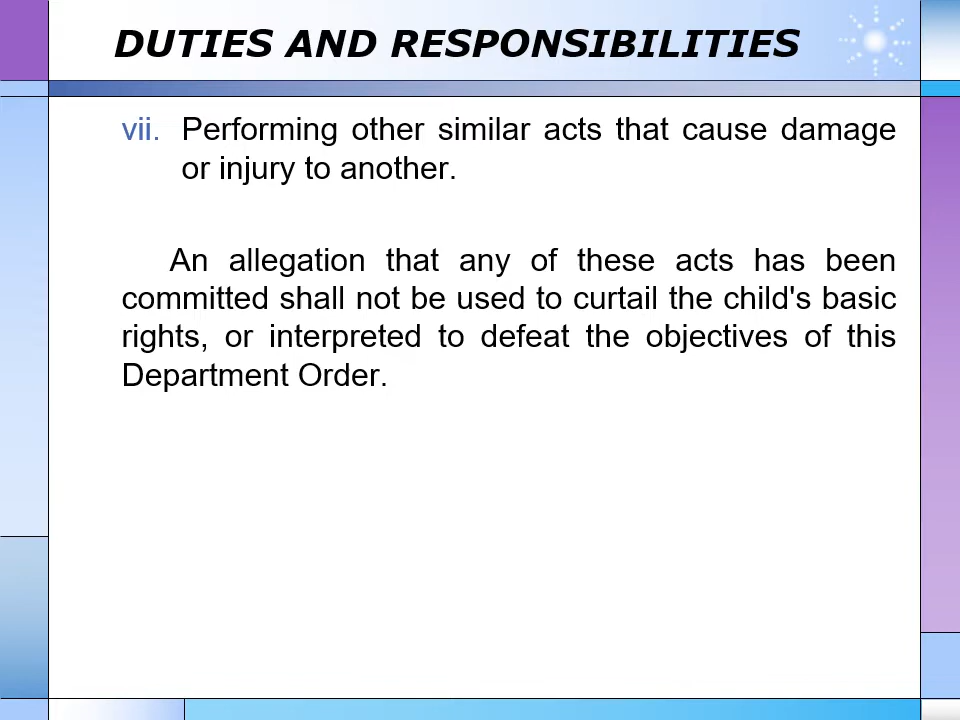 DUTIES AND RESPONSIBILITIES
vii. Performing other similar acts that cause damage
or injury to another.
An allegation that any of these acts has been
committed shall not be used to curtail the child's basic
rights, or interpreted to defeat the objectives of this
Department Order.